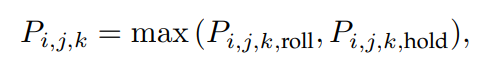 P_{i,j,k} = max (P_{i,j,k,roll}, P_{i,j,k,hold}),